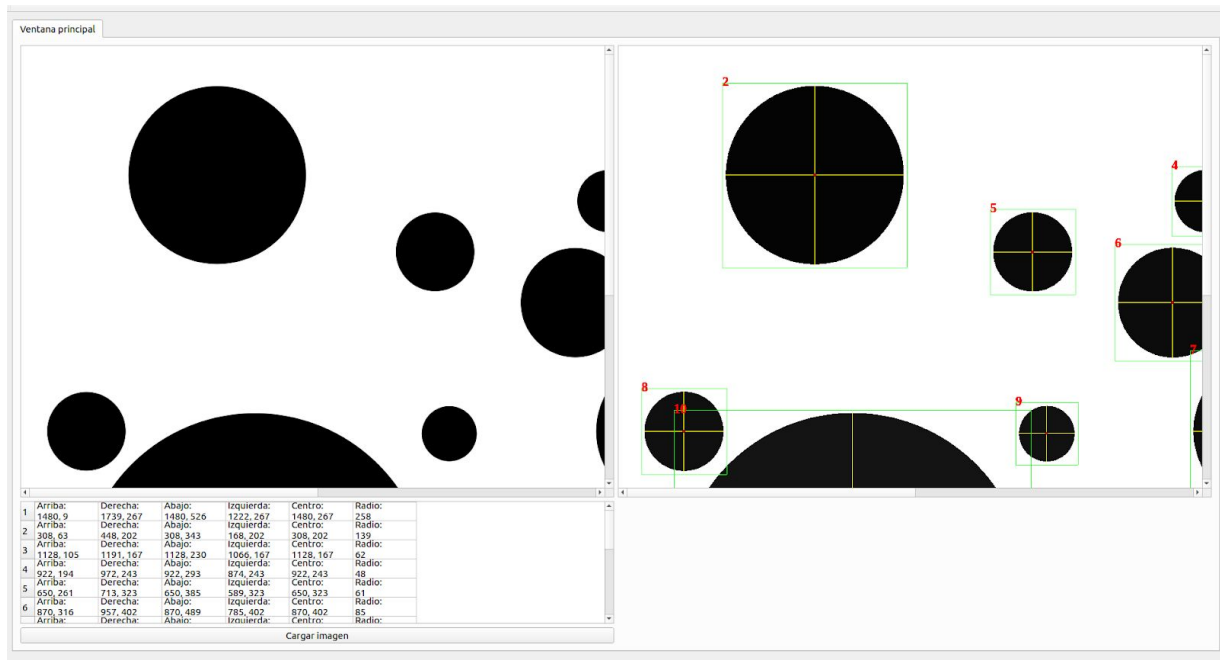 Ventana principal
2
4
5
6
7
8
10
9
1 Arriba: 1480, 9 Derecha: 1739, 267 Abajo: 1480, 526 Izquierda: 1222, 267 Centro: 1480, 267 Radio: 258
2 Arriba: 308, 63 Derecha: 448, 202 Abajo: 308, 343 Izquierda: 168, 202 Centro: 308, 202 Radio: 139
3 Arriba: 1128, 105 Derecha: 1191, 167 Abajo: 1128, 230 Izquierda: 1066, 167 Centro: 1128, 167 Radio: 62
4 Arriba: 922, 194 Derecha: 972, 243 Abajo: 922, 293 Izquierda: 874, 243 Centro: 922, 243 Radio: 48
5 Arriba: 650, 261 Derecha: 713, 323 Abajo: 650, 385 Izquierda: 589, 323 Centro: 650, 323 Radio: 61
6 Arriba: 870, 316 Derecha: 957, 402 Abajo: 870, 489 Izquierda: 785, 402 Centro: 870, 402 Radio: 85
Arriba: Derecha: Abajo: Izquierda: Centro: Radio:
Cargar imagen